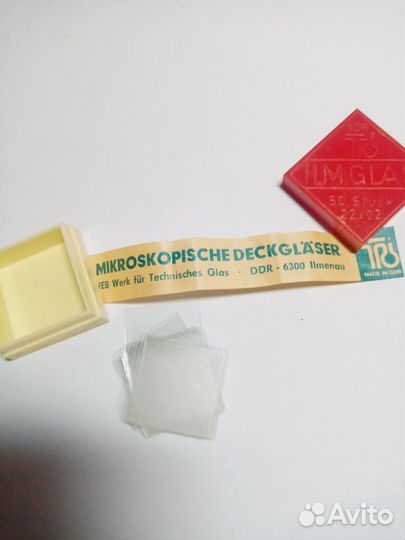 MIKROSKOPISCHE DECKGLÄSER
VEB Werk für Technisches Glas · DDR - 6300 Ilmenau
MADE IN GDR
ILMGLA
50 Stück
22x22
Avito